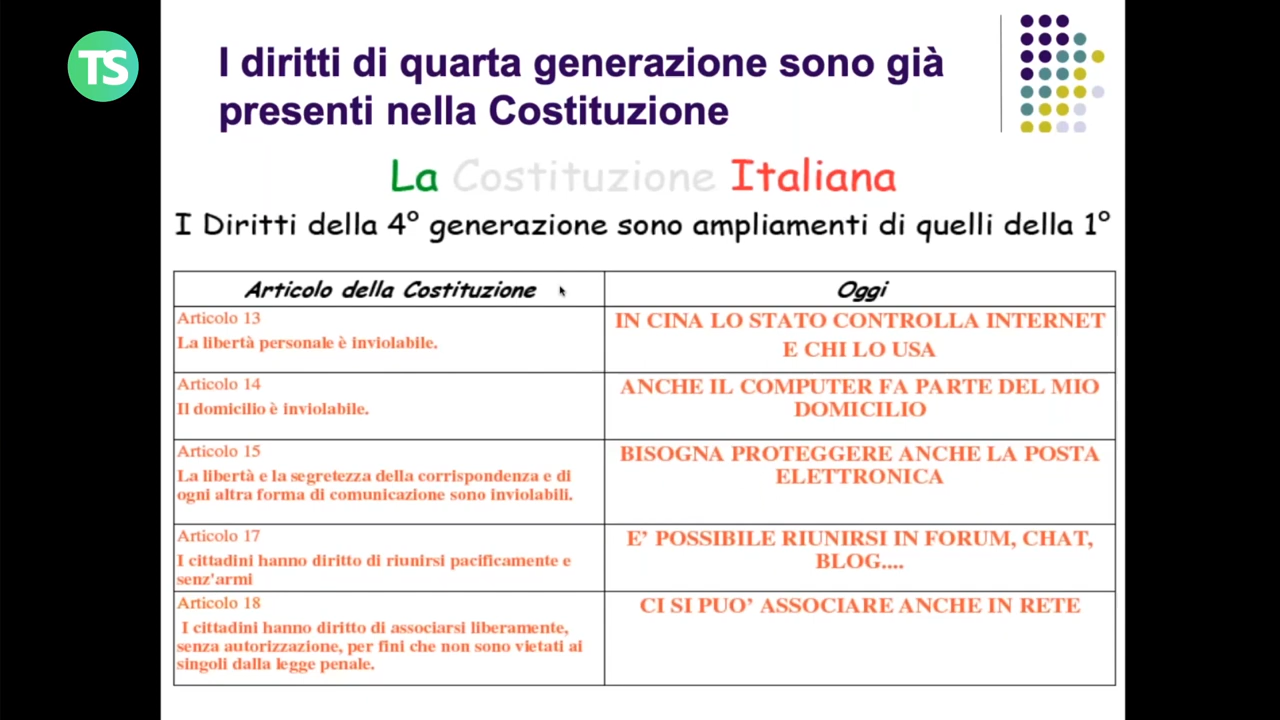 TS
I diritti di quarta generazione sono già
presenti nella Costituzione
La Costituzione Italiana
I Diritti della 4° generazione sono ampliamenti di quelli della 1°
Articolo della Costituzione
Oggi
Articolo 13
La libertà personale è inviolabile.
IN CINA LO STATO CONTROLLA INTERNET
E CHI LO USA
Articolo 14
Il domicilio è inviolabile.
ANCHE IL COMPUTER FA PARTE DEL MIO
DOMICILIO
Articolo 15
La libertà e la segretezza della corrispondenza e di
ogni altra forma di comunicazione sono inviolabili.
BISOGNA PROTEGGERE ANCHE LA POSTA
ELETTRONICA
Articolo 17
I cittadini hanno diritto di riunirsi pacificamente e
senz'armi
E' POSSIBILE RIUNIRSI IN FORUM, CHAT,
BLOG....
Articolo 18
I cittadini hanno diritto di associarsi liberamente,
senza autorizzazione, per fini che non sono vietati ai
singoli dalla legge penale.
CI SI PUO' ASSOCIARE ANCHE IN RETE